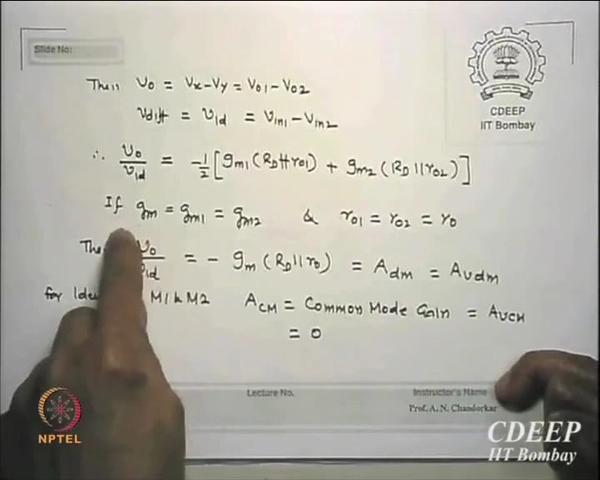 Slide No:
CDEEP
IIT Bombay
Then vo = vx - vy = vo1 - vo2
vdiff = vid = vin1 - vin2
∴ vo/vid = -1/2 [gm1 (RD || ro1) + gm2 (RD || ro2)]
If gm = gm1 = gm2 & ro1 = ro2 = ro
vo/vid = - gm (RD || ro) = Adm = Avdm
for M1 & M2 ACM = Common Mode Gain = AVCM
= 0
Lecture No.
Instructor's Name
Prof. A. N. Chandorkar
NPTEL
CDEEP
IIT Bombay